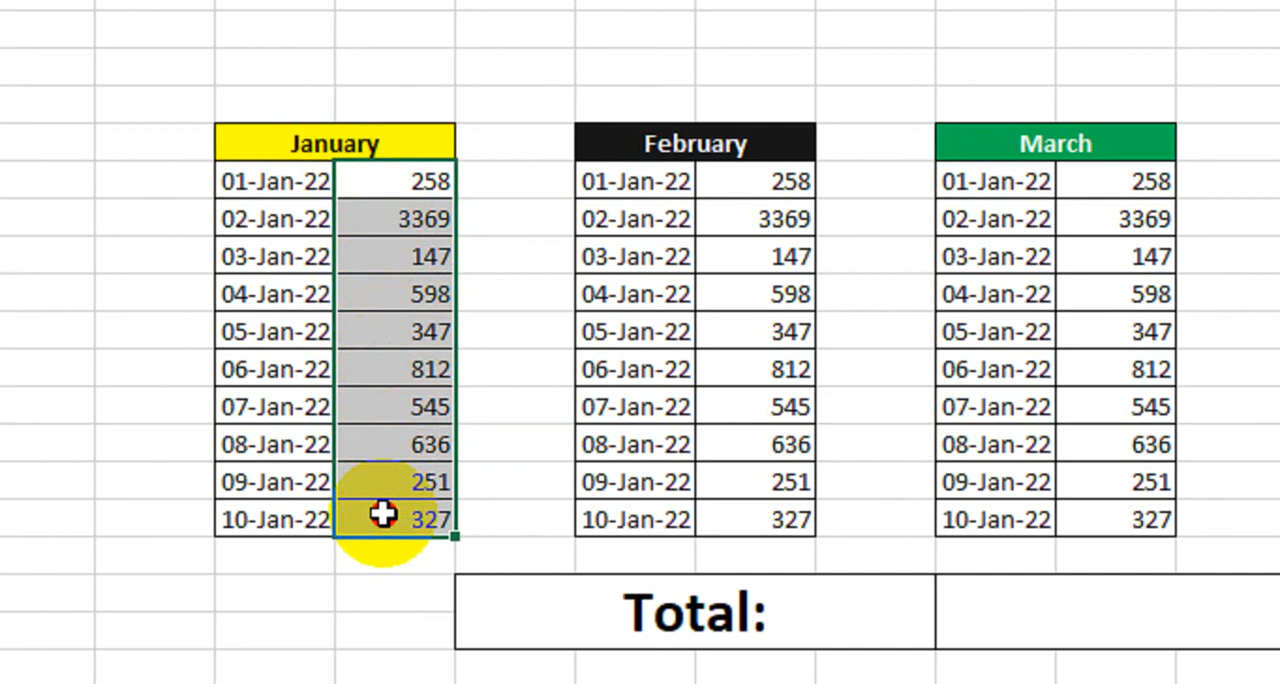 January February March
01-Jan-22 258 01-Jan-22 258 01-Jan-22 258
02-Jan-22 3369 02-Jan-22 3369 02-Jan-22 3369
03-Jan-22 147 03-Jan-22 147 03-Jan-22 147
04-Jan-22 598 04-Jan-22 598 04-Jan-22 598
05-Jan-22 347 05-Jan-22 347 05-Jan-22 347
06-Jan-22 812 06-Jan-22 812 06-Jan-22 812
07-Jan-22 545 07-Jan-22 545 07-Jan-22 545
08-Jan-22 636 08-Jan-22 636 08-Jan-22 636
09-Jan-22 251 09-Jan-22 251 09-Jan-22 251
10-Jan-22 327 10-Jan-22 327 10-Jan-22 327
Total: